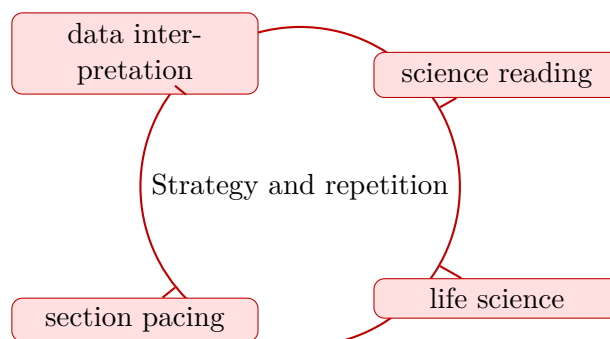 data inter-
pretation
science reading
Strategy and repetition
life science
section pacing